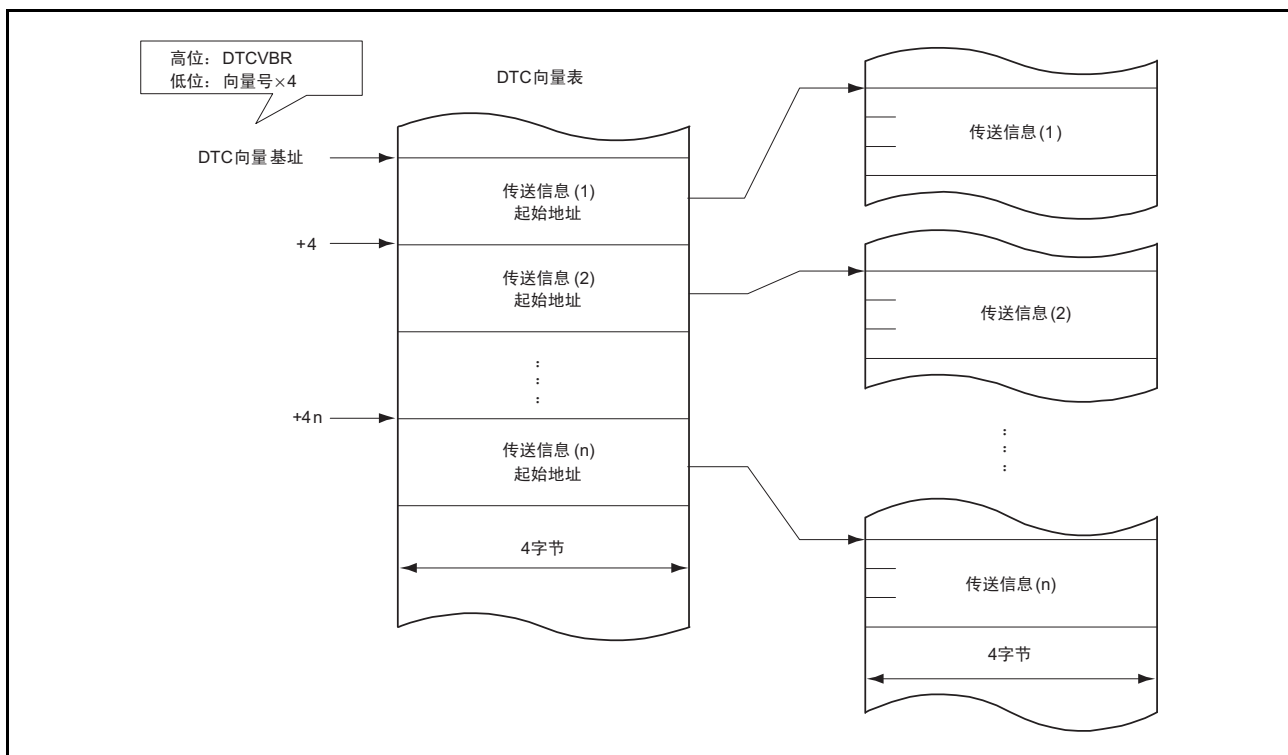 高位：DTCVBR
低位：向量号×4
DTC向量表
DTC向量基址
传送信息(1)
起始地址
+4
传送信息(2)
起始地址
⋮
+4n
传送信息(n)
起始地址
4字节
传送信息(1)
传送信息(2)
⋮
传送信息(n)
4字节